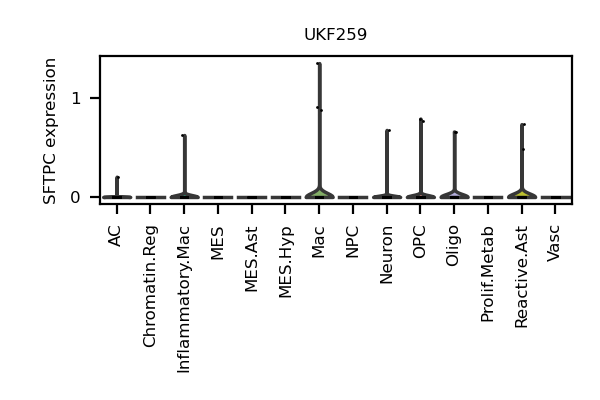 UKF259
SFTPC expression
1
0
AC
Chromatin.Reg
Inflammatory.Mac
MES
MES.Ast
MES.Hyp
Mac
NPC
Neuron
OPC
Oligo
Prolif.Metab
Reactive.Ast
Vasc